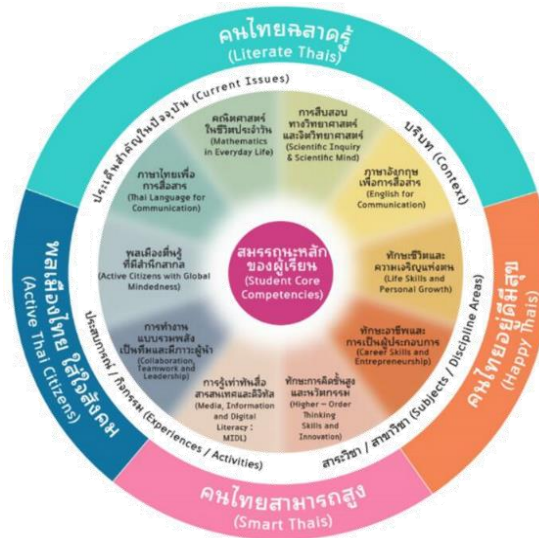 คนไทยฉลาดรู้
(Literate Thais)
ประเด็นสำคัญในปัจจุบัน (Current Issues)
บริบท (Context)
คณิตศาสตร์
ในชีวิตประจำวัน
(Mathematics
in Everyday Life)
การสืบสอบ
ทางวิทยาศาสตร์
และจิตวิทยาศาสตร์
(Scientific Inquiry
& Scientific Mind)
ภาษาไทยเพื่อ
การสื่อสาร
(Thai Language for
Communication)
ภาษาอังกฤษ
เพื่อการสื่อสาร
(English for
Communication)
พลเมืองตื่นรู้
ที่มีสำนึกสากล
(Active Citizens with Global
Mindedness)
สมรรถนะหลัก
ของผู้เรียน
(Student Core
Competencies)
ทักษะชีวิตและ
ความเจริญแห่งตน
(Life Skills and
Personal Growth)
การทำงาน
แบบรวมพลัง
เป็นทีมและมีภาวะผู้นำ
(Collaboration,
Teamwork and
Leadership)
ทักษะอาชีพและ
การเป็นผู้ประกอบการ
(Career Skills and
Entrepreneurship)
การรู้เท่าทันสื่อ
สารสนเทศและดิจิทัล
(Media, Information
and Digital
Literacy :
MIDL)
ทักษะการคิดขั้นสูง
และนวัตกรรม
(Higher - Order
Thinking
Skills and
Innovation)
ประสบการณ์ / กิจกรรม (Experiences / Activities)
สาระวิชา / สาขาวิชา (Subjects / Discipline Areas)
พลเมืองไทย ใส่ใจสังคม
(Active Thai Citizens)
คนไทยอยู่ดีมีสุข
(Happy Thais)
คนไทยสามารถสูง
(Smart Thais)